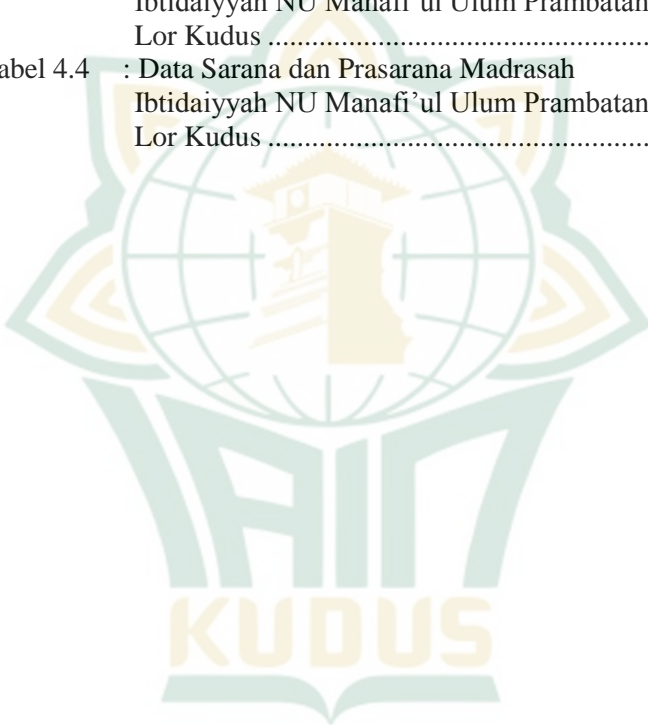 Ibtidaiyyah NU Manafi’ul Ulum Prambatan
Lor Kudus ..................................................
abel 4.4 : Data Sarana dan Prasarana Madrasah
Ibtidaiyyah NU Manafi’ul Ulum Prambatan
Lor Kudus ..................................................
IAIN
KUDUS